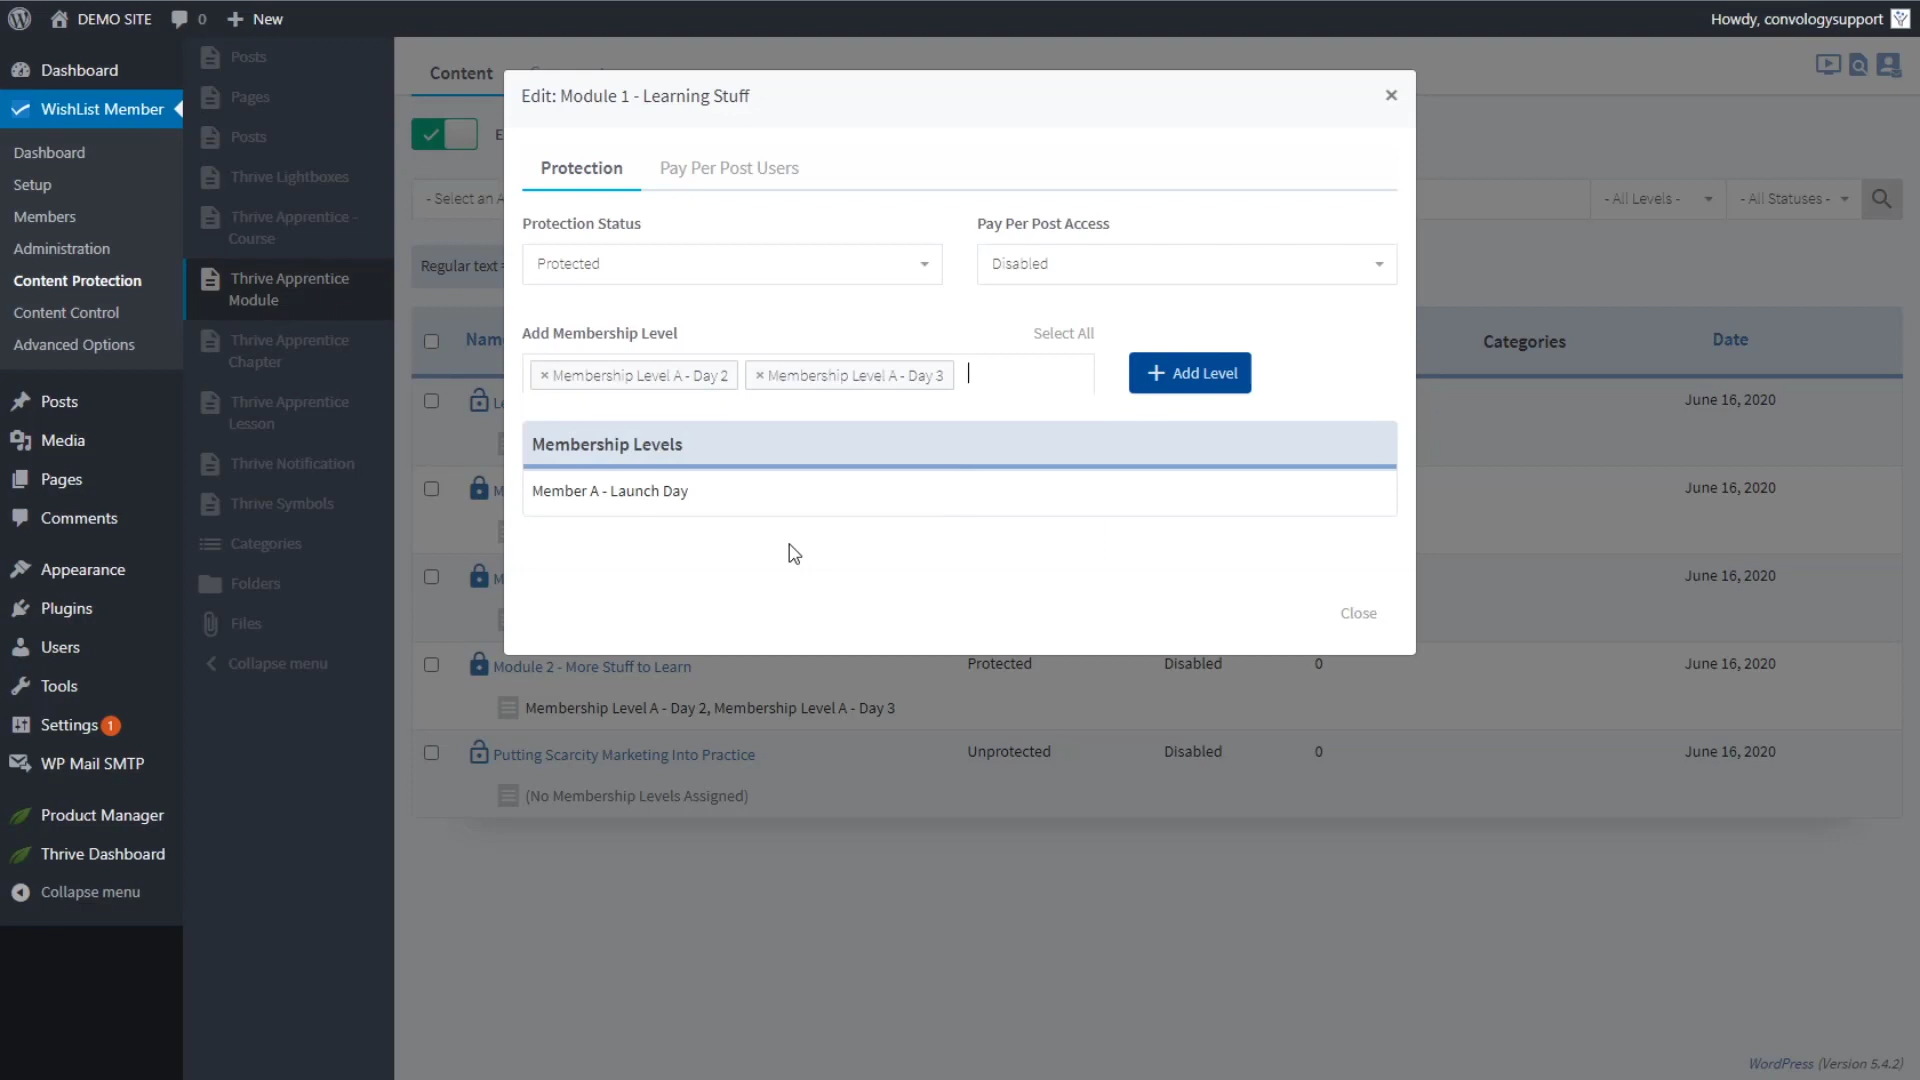 DEMO SITE
0
New
Howdy, convologysupport
Dashboard
WishList Member
Dashboard
Setup
Members
Administration
Content Protection
Content Control
Advanced Options
Posts
Media
Pages
Comments
Appearance
Plugins
Users
Tools
Settings 1
WP Mail SMTP
Product Manager
Thrive Dashboard
Collapse menu
Posts
Pages
Posts
Thrive Lightboxes
Thrive Apprentice -
Course
Thrive Apprentice
Module
Thrive Apprentice
Chapter
Thrive Apprentice
Lesson
Thrive Notification
Thrive Symbols
Categories
Folders
Files
Collapse menu
Content
- Select an A
- All Levels -
- All Statuses -
Regular text =
Categories
Date
June 16, 2020
June 16, 2020
June 16, 2020
Edit: Module 1 - Learning Stuff
×
Protection
Pay Per Post Users
Protection Status
Pay Per Post Access
Protected
Disabled
Add Membership Level
Select All
× Membership Level A - Day 2
× Membership Level A - Day 3
+ Add Level
Membership Levels
Member A - Launch Day
Close
Module 2 - More Stuff to Learn
Protected
Disabled
0
June 16, 2020
Membership Level A - Day 2, Membership Level A - Day 3
Putting Scarcity Marketing Into Practice
Unprotected
Disabled
0
June 16, 2020
(No Membership Levels Assigned)
WordPress (Version 5.4.2)